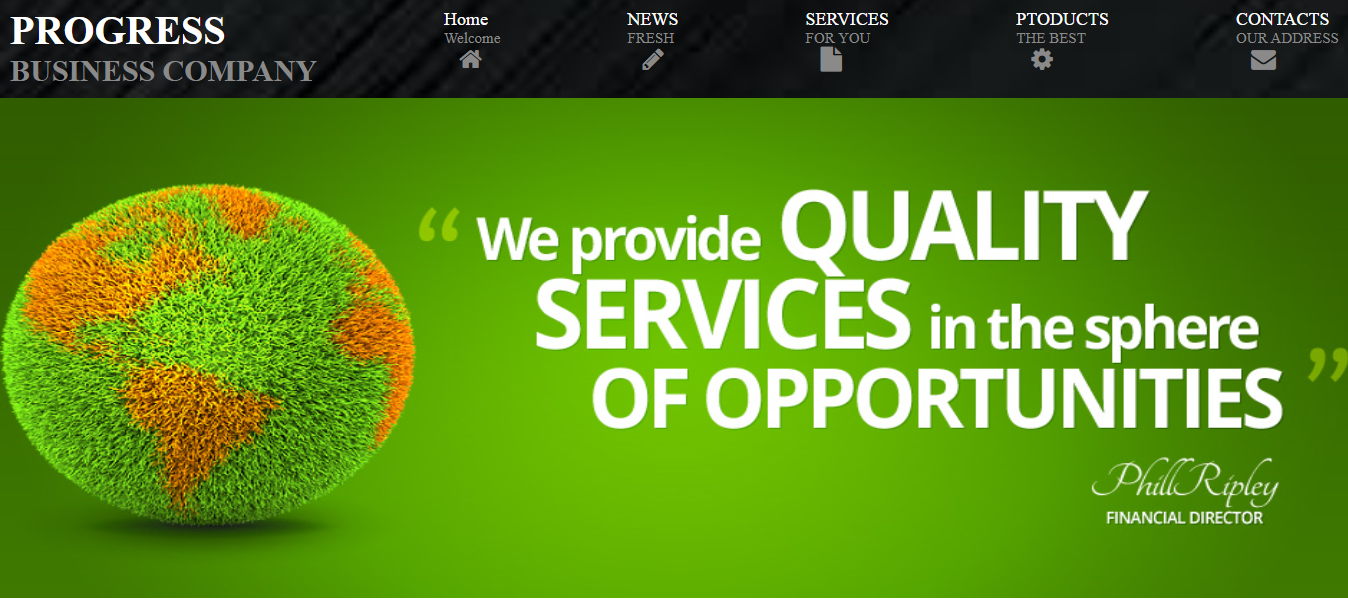 PROGRESS
BUSINESS COMPANY
Home
Welcome
NEWS
FRESH
SERVICES
FOR YOU
PTODUCTS
THE BEST
CONTACTS
OUR ADDRESS
“ We provide QUALITY
SERVICES in the sphere
OF OPPORTUNITIES ”
Phill Ripley
FINANCIAL DIRECTOR